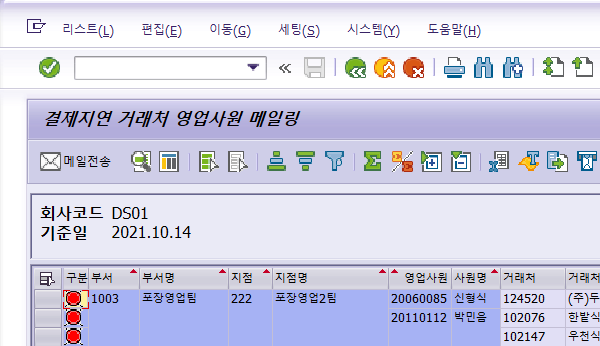 리스트(L) 편집(E) 이동(G) 세팅(S) 시스템(Y) 도움말(H)
결제지연 거래처 영업사원 메일링
메일전송
회사코드 DS01
기준일 2021.10.14
구분 부서 부서명 지점 지점명 영업사원 사원명 거래처 거래처
1003 포장영업팀 222 포장영업2팀 20060085 신형식 124520 (주)두
20110112 박민음 102076 한밭식
102147 우천식